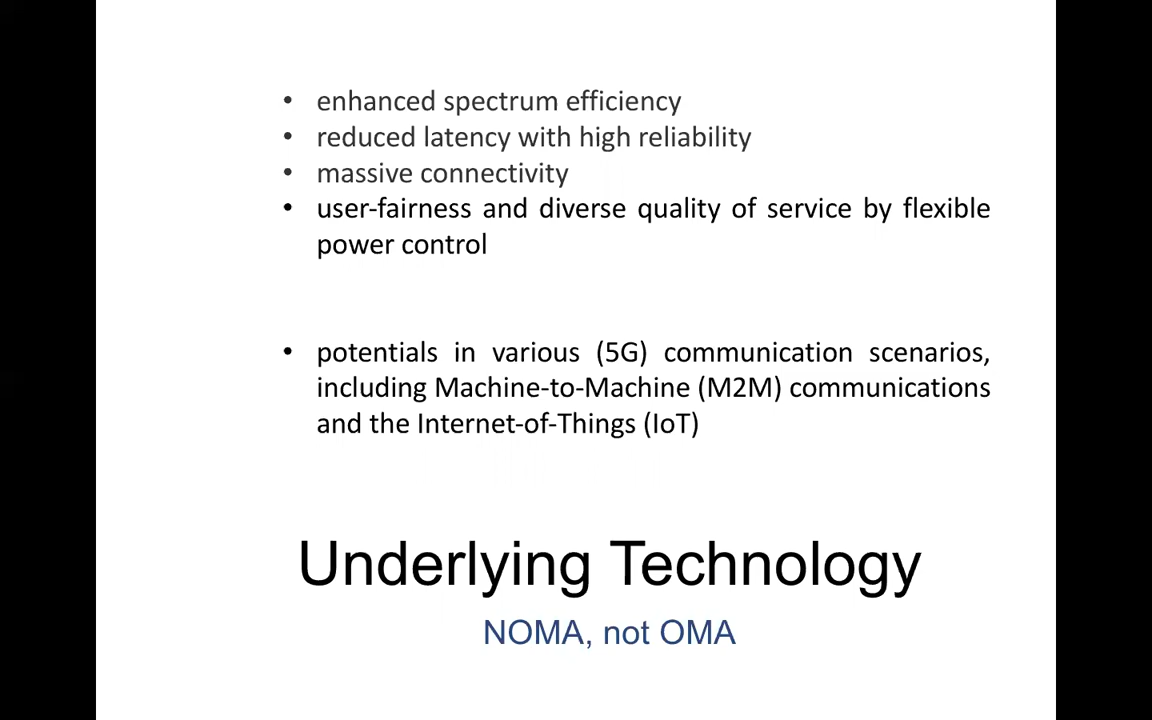 • enhanced spectrum efficiency
• reduced latency with high reliability
• massive connectivity
• user-fairness and diverse quality of service by flexible
power control
• potentials in various (5G) communication scenarios,
including Machine-to-Machine (M2M) communications
and the Internet-of-Things (IoT)
Underlying Technology
NOMA, not OMA